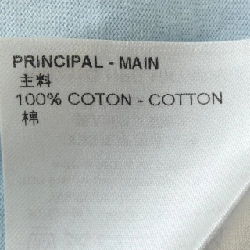 PRINCIPAL - MAIN
主料
100% COTON - COTTON
棉